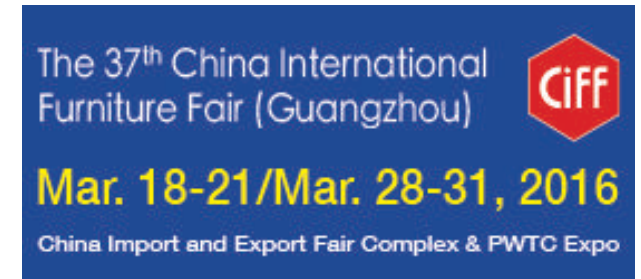 The 37th China International
Furniture Fair (Guangzhou)
CiFF
Mar. 18-21/Mar. 28-31, 2016
China Import and Export Fair Complex & PWTC Expo